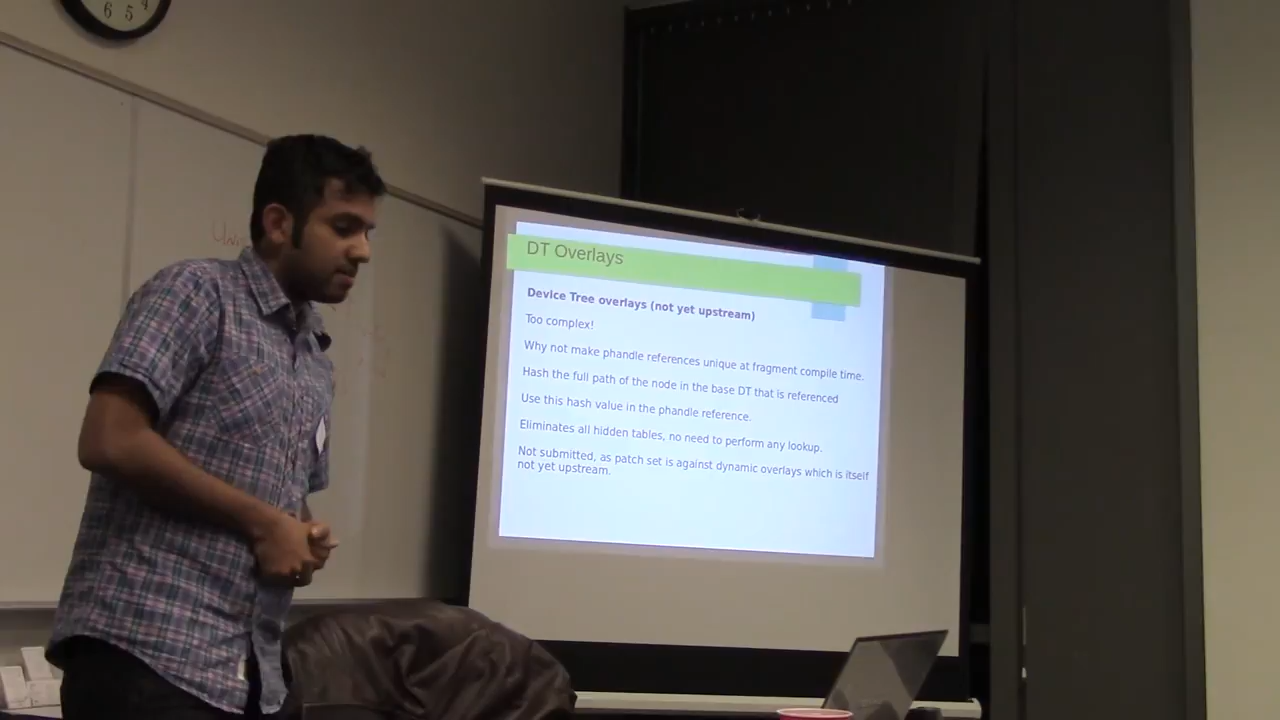 6 5 4
DT Overlays
Device Tree overlays (not yet upstream)
Too complex!
Why not make phandle references unique at fragment compile time.
Hash the full path of the node in the base DT that is referenced
Use this hash value in the phandle reference.
Eliminates all hidden tables, no need to perform any lookup.
Not submitted, as patch set is against dynamic overlays which is itself
not yet upstream.